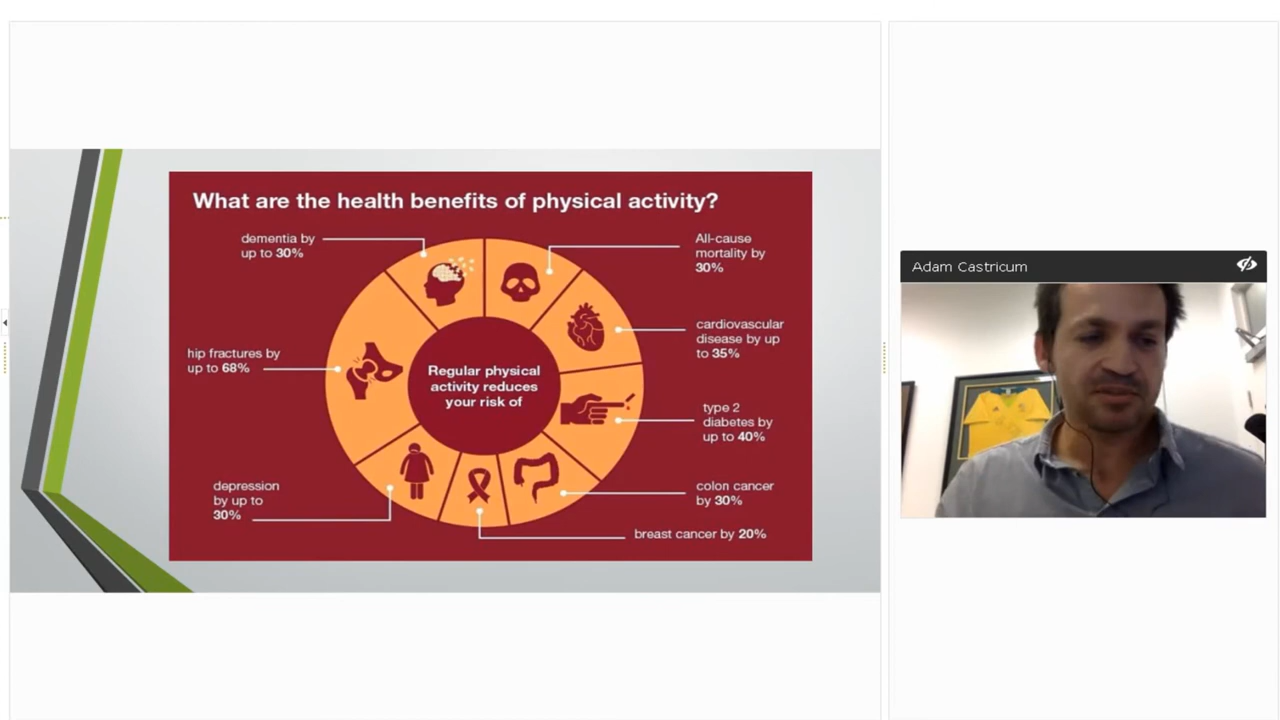 What are the health benefits of physical activity?
dementia by
up to 30%
All-cause
mortality by
30%
cardiovascular
disease by up
to 35%
hip fractures by
up to 68%
Regular physical
activity reduces
your risk of
type 2
diabetes by
up to 40%
depression
by up to
30%
colon cancer
by 30%
breast cancer by 20%
Adam Castricum